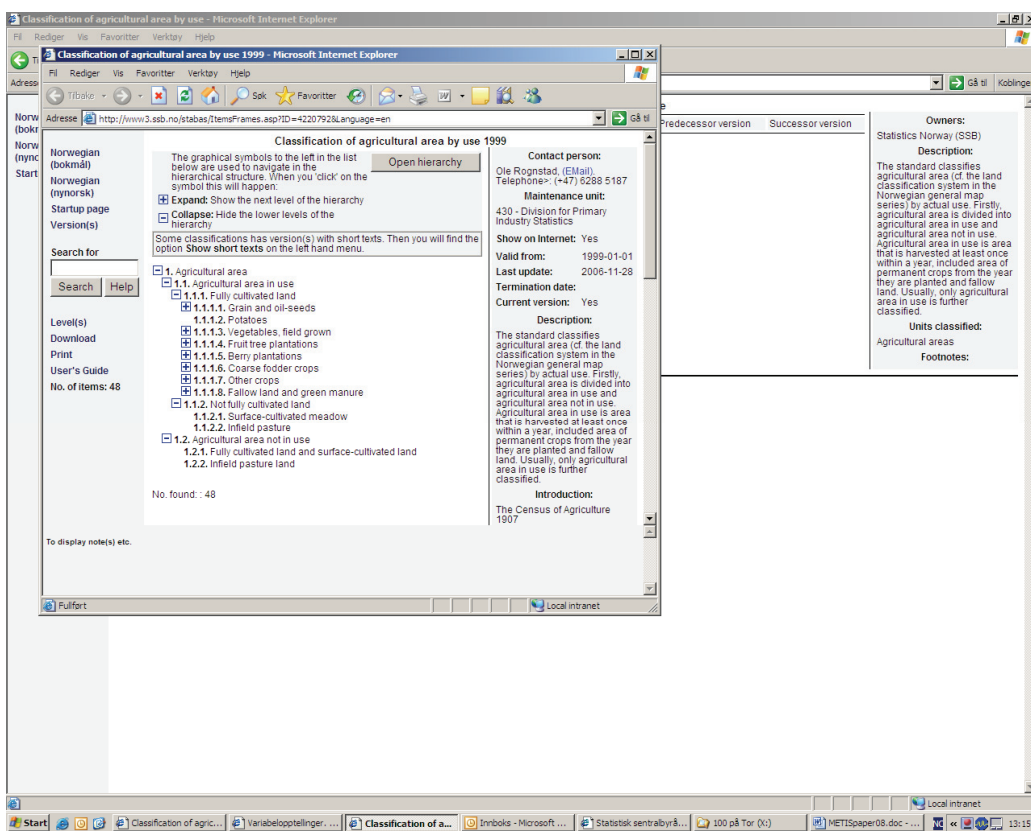 Classification of agricultural area by use - Microsoft Internet Explorer
Fil Rediger Vis Favoritter Verktøy Hjelp
Gå til Koblinger
Predecessor version Successor version
Owners:
Statistics Norway (SSB)
Description:
The standard classifies
agricultural area (cf. the land
classification system in the
Norwegian general map
series) by actual use. Firstly,
agricultural area is divided into
agricultural area in use and
agricultural area not in use.
Agricultural area in use is area
that is harvested at least once
within a year, included area of
permanent crops from the year
they are planted and fallow
land. Usually, only agricultural
area in use is further
classified.
Units classified:
Agricultural areas
Footnotes:
Classification of agricultural area by use 1999 - Microsoft Internet Explorer
Fil Rediger Vis Favoritter Verktøy Hjelp
Tilbake Søk Favoritter
Adresse http://www3.ssb.no/stabas/ItemsFrames.asp?ID=4220792&Language=en Gå til
Norwegian
(bokmål)
Norwegian
(nynorsk)
Startup page
Version(s)
Search for
Search Help
Level(s)
Download
Print
User's Guide
No. of items: 48
Classification of agricultural area by use 1999
The graphical symbols to the left in the list
below are used to navigate in the
hierarchical structure. When you 'click' on the
symbol this will happen:
Open hierarchy
Expand: Show the next level of the hierarchy
Collapse: Hide the lower levels of the
hierarchy
Some classifications has version(s) with short texts. Then you will find the
option Show short texts on the left hand menu.
1. Agricultural area
1.1. Agricultural area in use
1.1.1. Fully cultivated land
1.1.1.1. Grain and oil-seeds
1.1.1.2. Potatoes
1.1.1.3. Vegetables, field grown
1.1.1.4. Fruit tree plantations
1.1.1.5. Berry plantations
1.1.1.6. Coarse fodder crops
1.1.1.7. Other crops
1.1.1.8. Fallow land and green manure
1.1.2. Not fully cultivated land
1.1.2.1. Surface-cultivated meadow
1.1.2.2. Infield pasture
1.2. Agricultural area not in use
1.2.1. Fully cultivated land and surface-cultivated land
1.2.2. Infield pasture land
No. found: : 48
Contact person:
Ole Rognstad, (EMail).
Telephone>: (+47) 6288 5187
Maintenance unit:
430 - Division for Primary
Industry Statistics
Show on Internet: Yes
Valid from: 1999-01-01
Last update: 2006-11-28
Termination date:
Current version: Yes
Description:
The standard classifies
agricultural area (cf. the land
classification system in the
Norwegian general map
series) by actual use. Firstly,
agricultural area is divided into
agricultural area in use and
agricultural area not in use.
Agricultural area in use is area
that is harvested at least once
within a year, included area of
permanent crops from the year
they are planted and fallow
land. Usually, only agricultural
area in use is further
classified.
Introduction:
The Census of Agriculture
1907
To display note(s) etc.
Fullført Local intranet
Local intranet
Start Classification of agric... Variabelopptellinger. ... Classification of a... Innboks - Microsoft ... Statistisk sentralbyrå... 100 på Tor (X:) METISpaper08.doc - ... NO